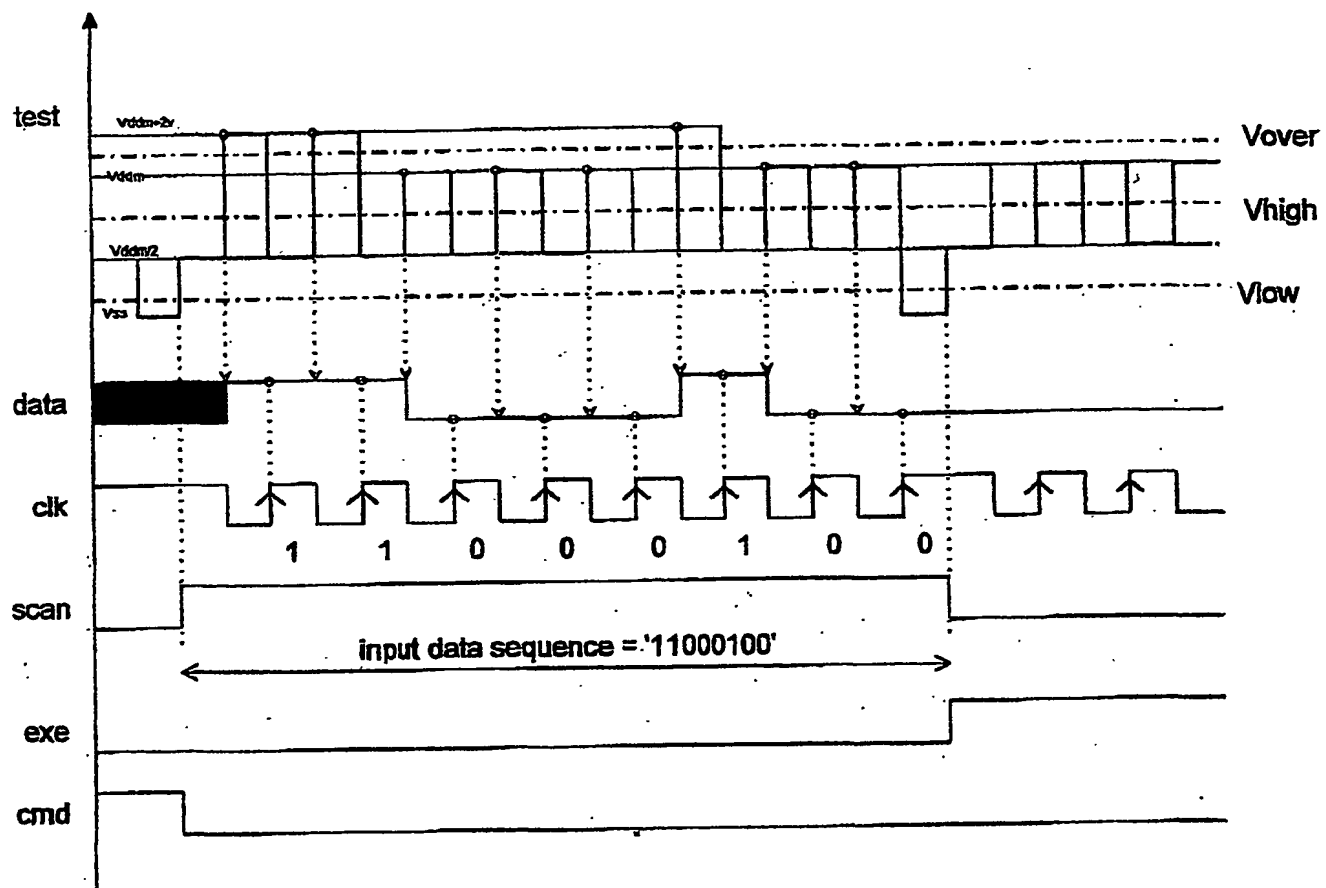 test
Vddm+2v
Vover
Vddm
Vhigh
Vddm/2
Vlow
Vss
data
clk
1 1 0 0 0 1 0 0
scan
input data sequence = '11000100'
exe
cmd